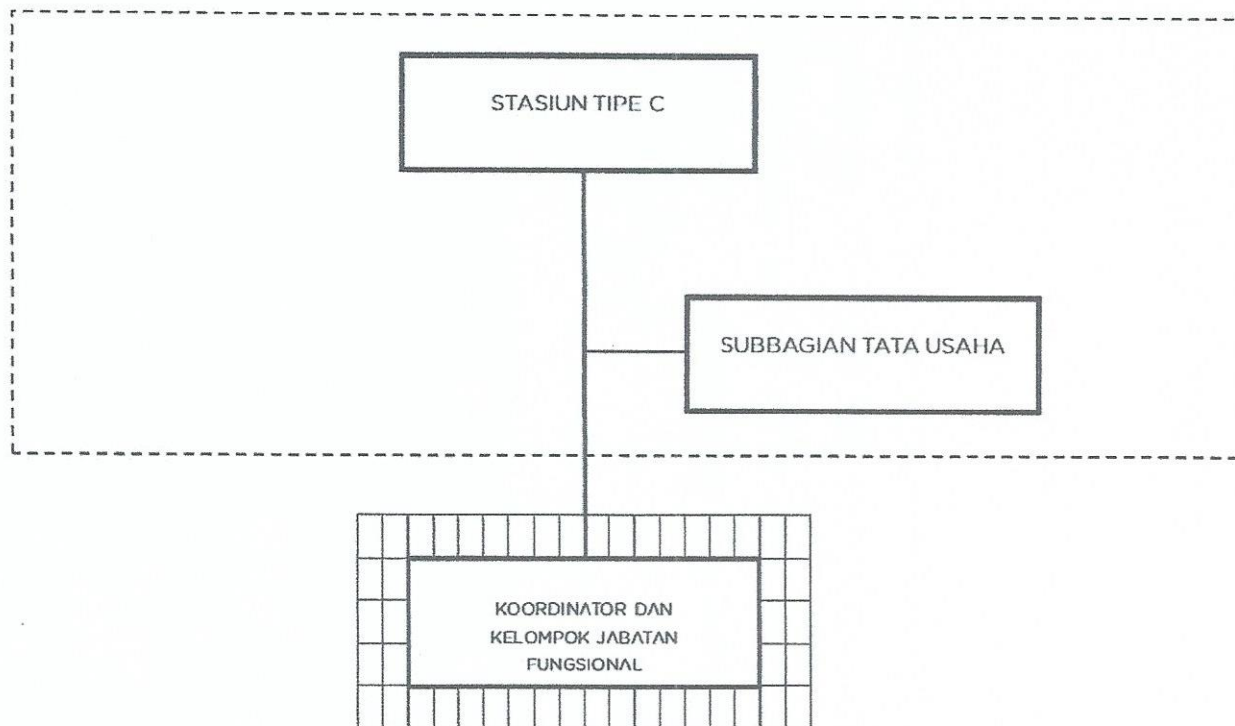 STASIUN TIPE C
SUBBAGIAN TATA USAHA
KOORDINATOR DAN
KELOMPOK JABATAN
FUNGSIONAL